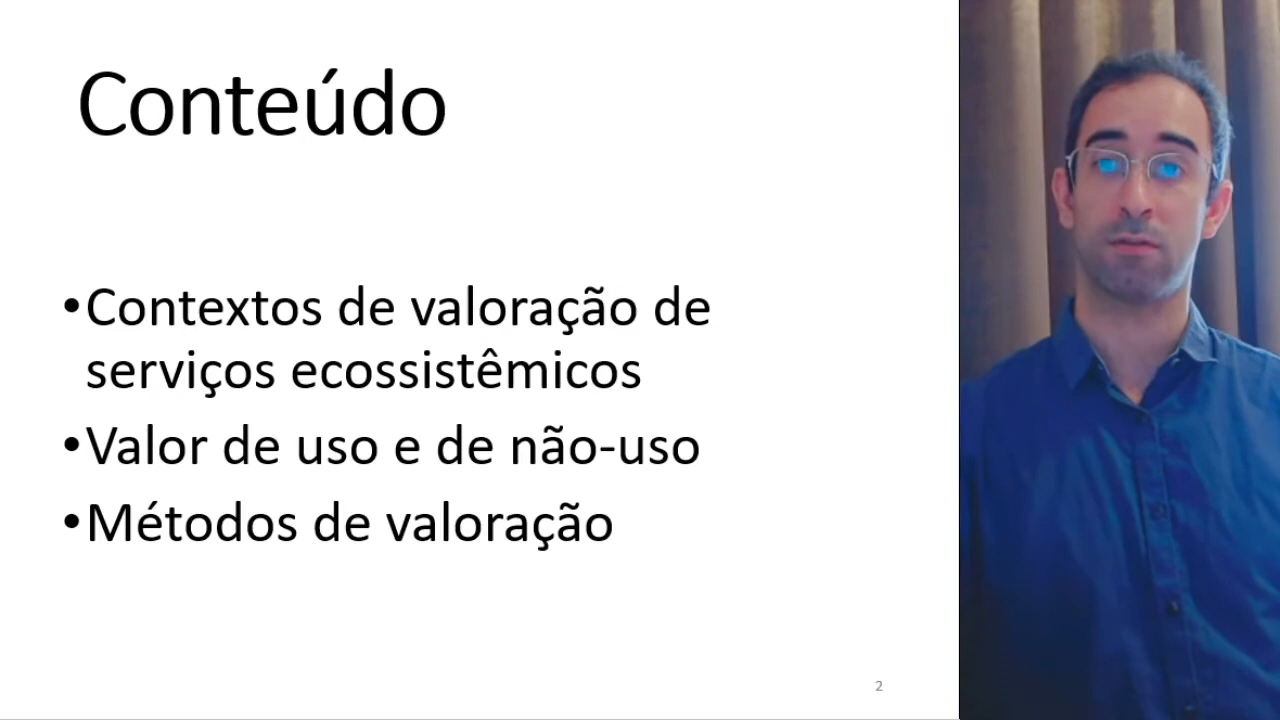 Conteúdo
•Contextos de valoração de
serviços ecossistêmicos
•Valor de uso e de não-uso
•Métodos de valoração
2